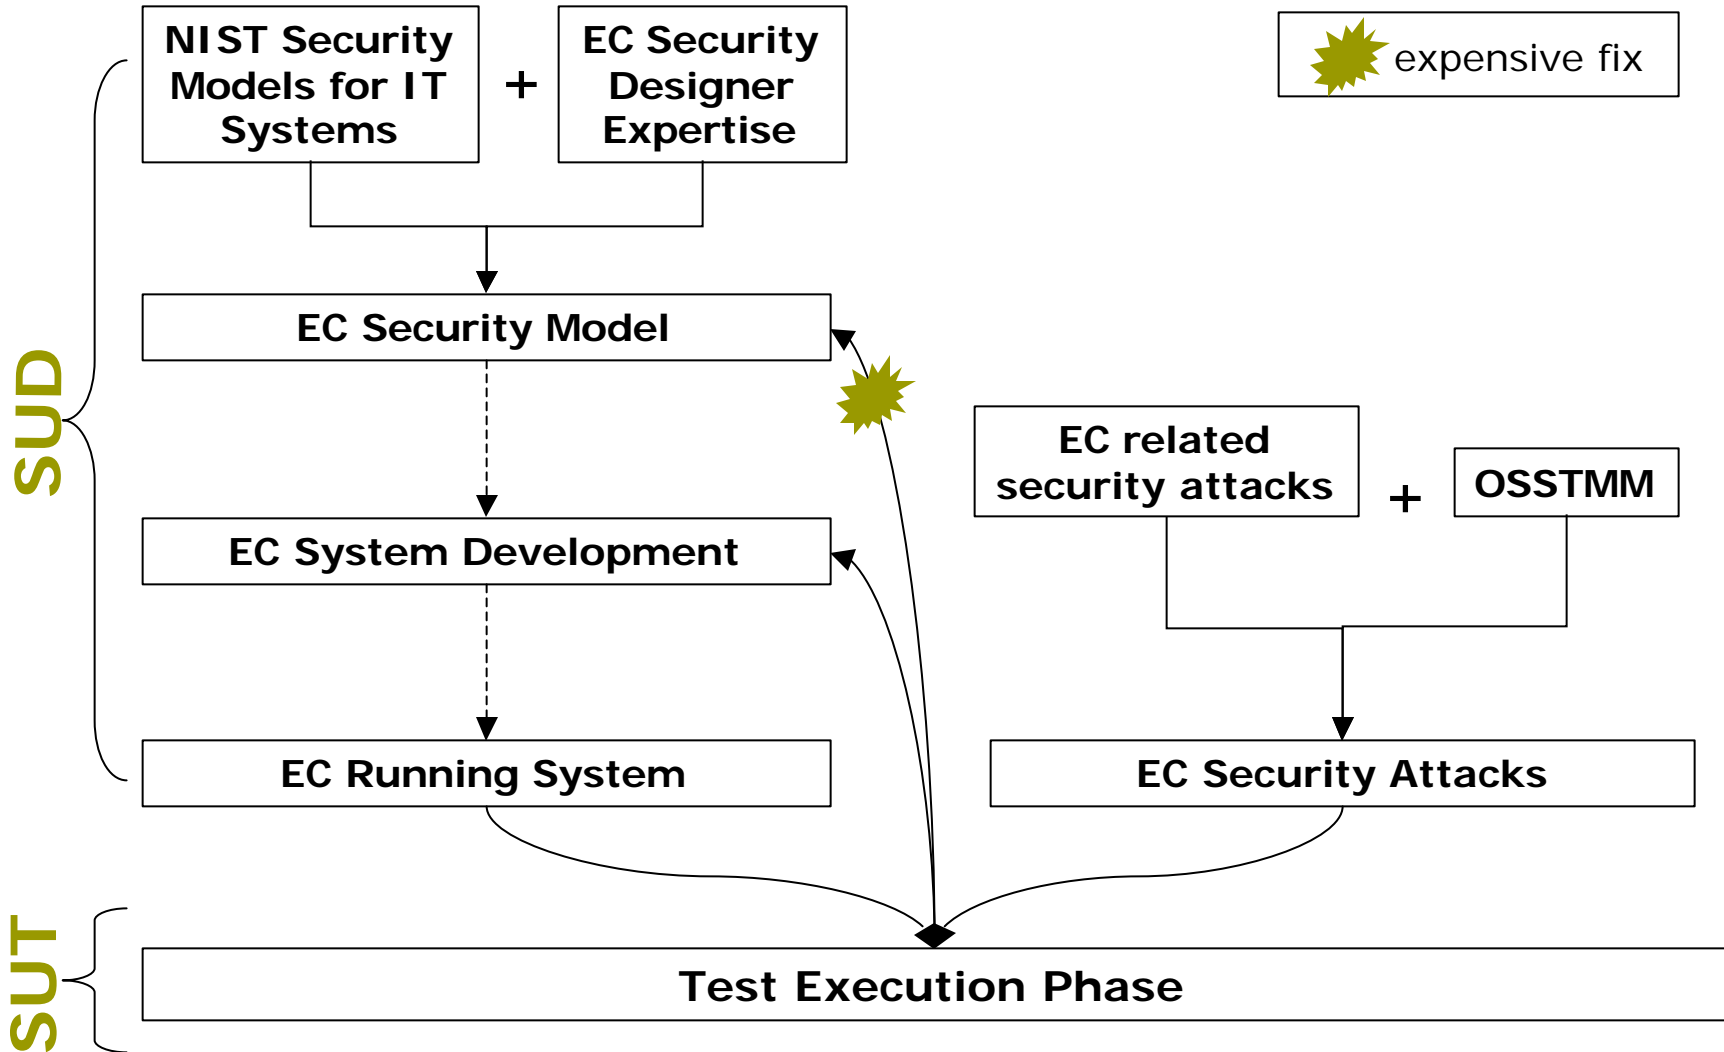 NIST Security
Models for IT
Systems
+
EC Security
Designer
Expertise
expensive fix
EC Security Model
SUD
EC related
security attacks
+
OSSTMM
EC System Development
EC Running System
EC Security Attacks
SUT
Test Execution Phase